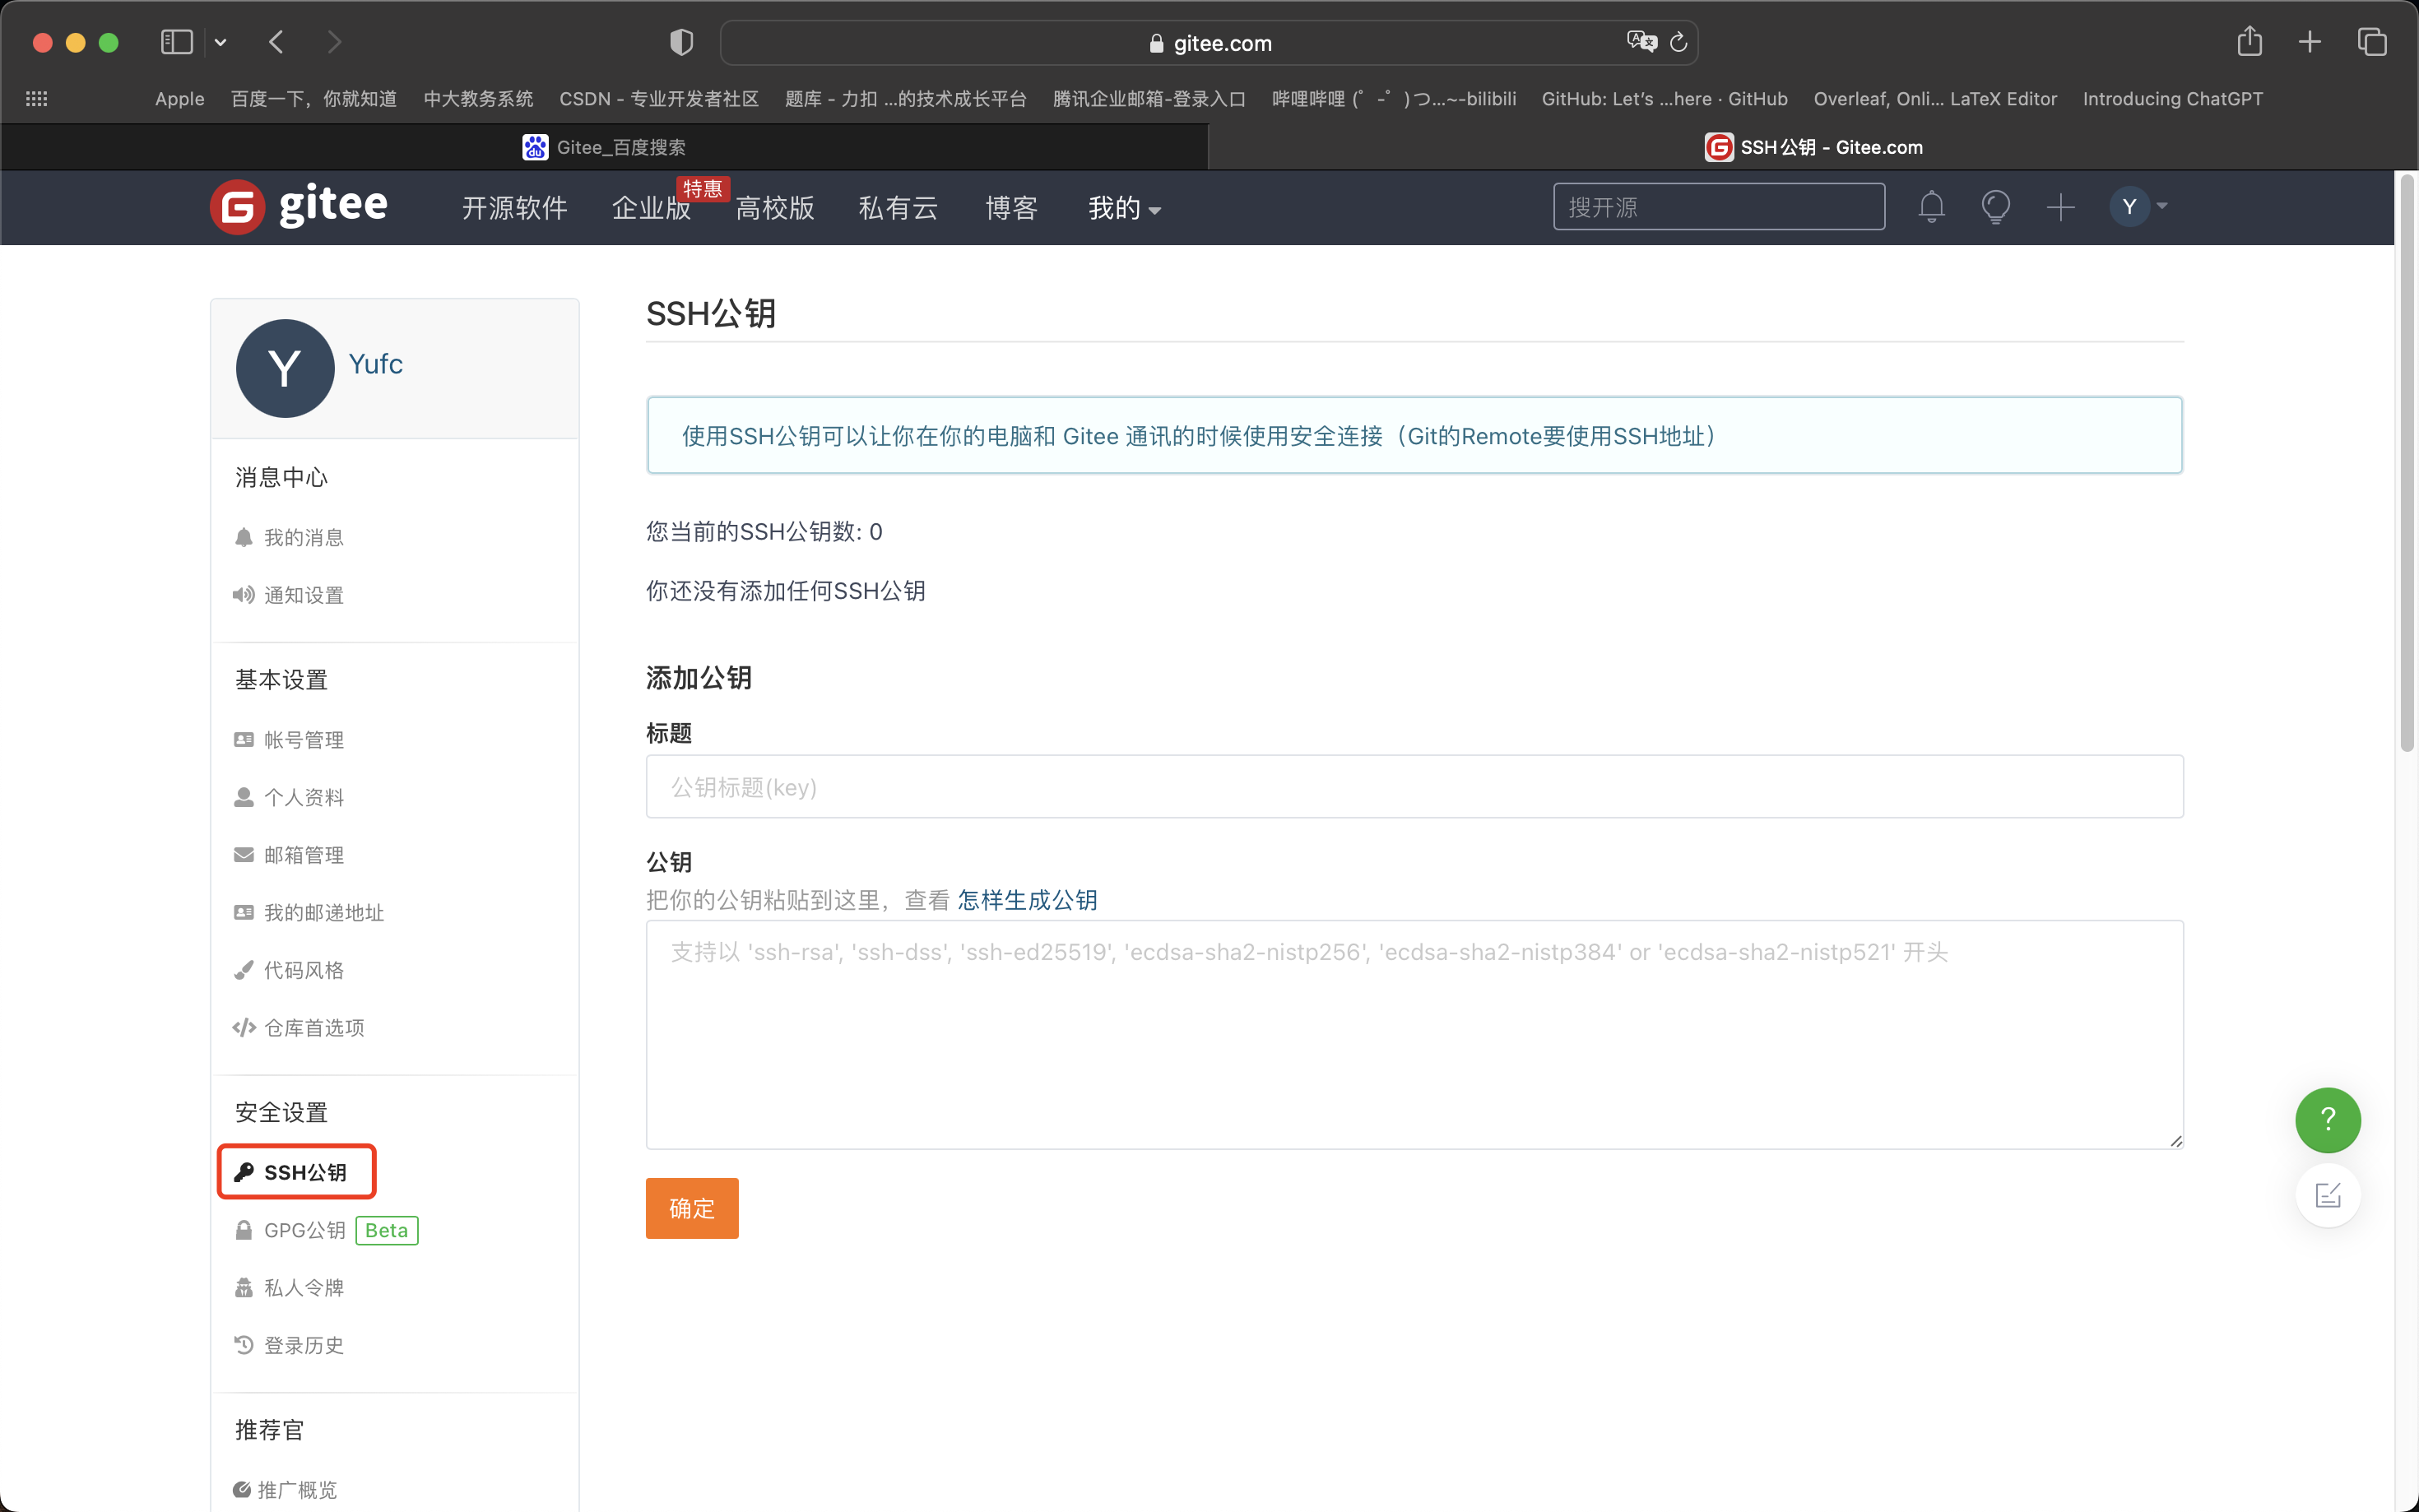 gitee.com
Apple
百度一下，你就知道
中大教务系统
CSDN - 专业开发者社区
题库 - 力扣 ...的技术成长平台
腾讯企业邮箱-登录入口
哔哩哔哩 (゜-゜)つ...~-bilibili
GitHub: Let's ...here · GitHub
Overleaf, Onli... LaTeX Editor
Introducing ChatGPT
Gitee_百度搜索
SSH 公钥 - Gitee.com
gitee
开源软件
企业版
特惠
高校版
私有云
博客
我的
搜开源
Y
Y
Yufc
消息中心
我的消息
通知设置
基本设置
帐号管理
个人资料
邮箱管理
我的邮递地址
代码风格
仓库首选项
安全设置
SSH公钥
GPG公钥 Beta
私人令牌
登录历史
推荐官
推广概览
SSH公钥
使用SSH公钥可以让你在你的电脑和 Gitee 通讯的时候使用安全连接（Git的Remote要使用SSH地址）
您当前的SSH公钥数: 0
你还没有添加任何SSH公钥
添加公钥
标题
公钥标题(key)
公钥
把你的公钥粘贴到这里，查看 怎样生成公钥
支持以 'ssh-rsa', 'ssh-dss', 'ssh-ed25519', 'ecdsa-sha2-nistp256', 'ecdsa-sha2-nistp384' or 'ecdsa-sha2-nistp521' 开头
确定
?